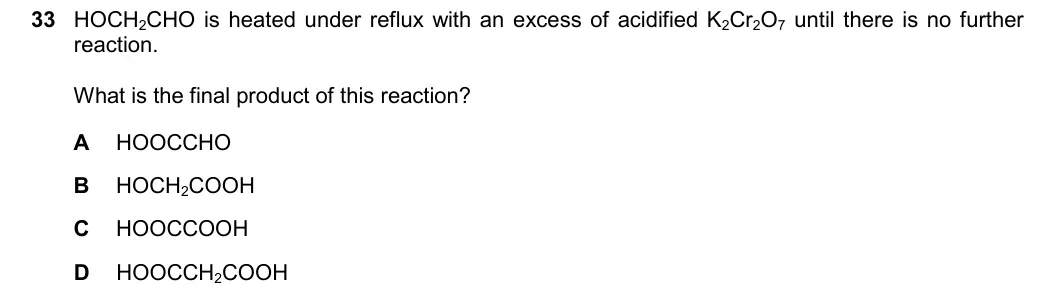 33 HOCH₂CHO is heated under reflux with an excess of acidified K₂Cr₂O₇ until there is no further
reaction.
What is the final product of this reaction?
A HOOCCHO
B HOCH₂COOH
C HOOCCOOH
D HOOCCH₂COOH